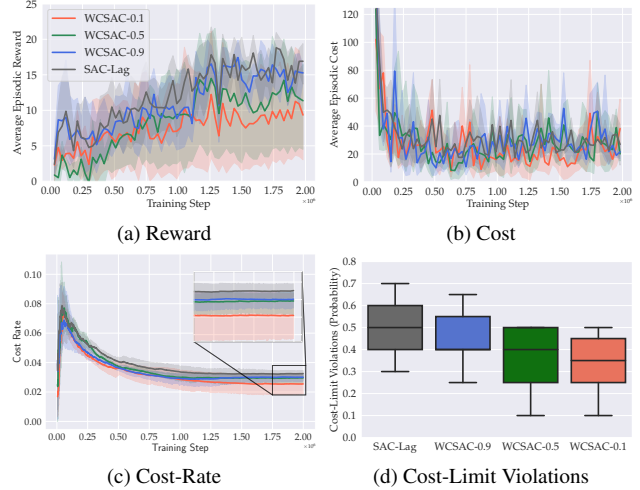 WCSAC-0.1
WCSAC-0.5
WCSAC-0.9
SAC-Lag
Average Episodic Reward
25
20
15
10
5
0
0.0 0.25 0.50 0.75 1.00 1.25 1.50 1.75 2.00
Training Step
×10⁶
(a) Reward
Average Episodic Cost
120
100
80
60
40
20
0.0 0.25 0.50 0.75 1.00 1.25 1.50 1.75 2.00
Training Step
×10⁶
(b) Cost
Cost Rate
0.10
0.08
0.06
0.04
0.02
0.00
0.0 0.25 0.50 0.75 1.00 1.25 1.50 1.75 2.00
Training Step
×10⁶
(c) Cost-Rate
Cost-Limit Violations (Probability)
0.8
0.7
0.6
0.5
0.4
0.3
0.2
0.1
0.0
SAC-Lag WCSAC-0.9 WCSAC-0.5 WCSAC-0.1
(d) Cost-Limit Violations